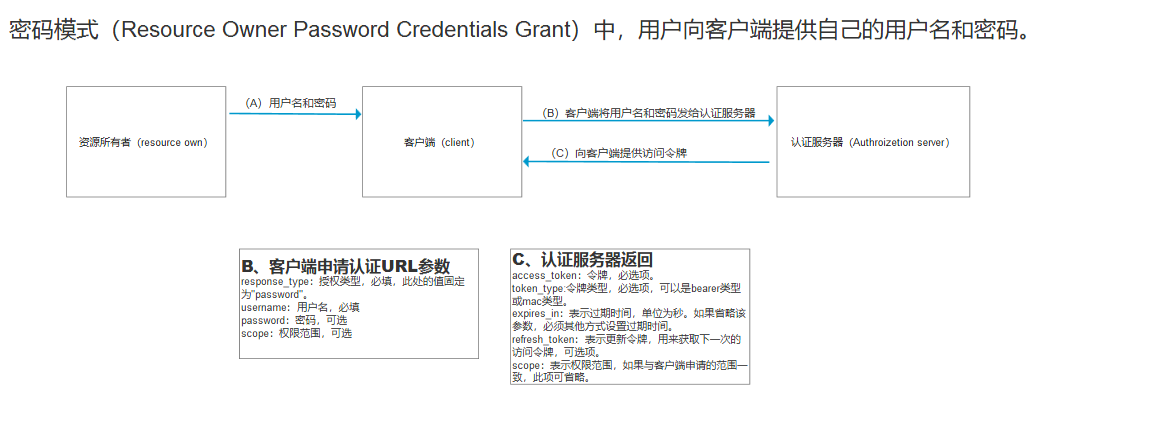 密码模式（Resource Owner Password Credentials Grant）中，用户向客户端提供自己的用户名和密码。
（A）用户名和密码
（B）客户端将用户名和密码发给认证服务器
资源所有者（resource own）
客户端（client）
认证服务器（Authroizetion server）
（C）向客户端提供访问令牌
B、客户端申请认证URL参数
response_type：授权类型，必填，此处的值固定
为"password"。
username：用户名，必填
password：密码，可选
scope：权限范围，可选
C、认证服务器返回
access_token：令牌，必选项。
token_type:令牌类型，必选项，可以是bearer类型
或mac类型。
expires_in：表示过期时间，单位为秒。如果省略该
参数，必须其他方式设置过期时间。
refresh_token：表示更新令牌，用来获取下一次的
访问令牌，可选项。
scope：表示权限范围，如果与客户端申请的范围一
致，此项可省略。